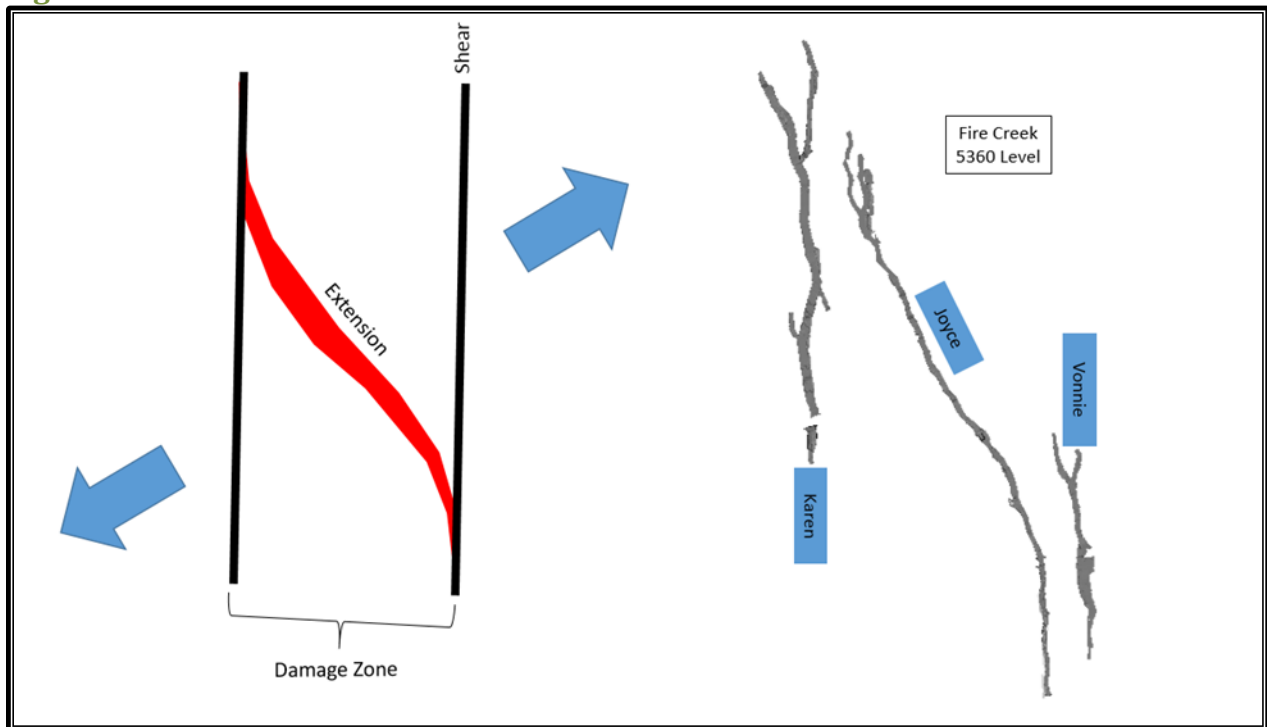 Shear
Extension
Damage Zone
Fire Creek
5360 Level
Joyce
Vonnie
Karen